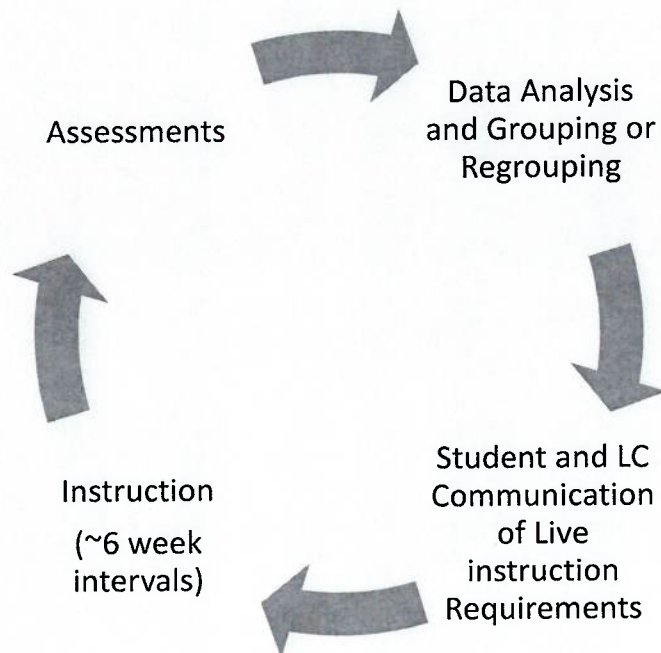 Assessments
Data Analysis
and Grouping or
Regrouping
Student and LC
Communication
of Live
instruction
Requirements
Instruction
(~6 week
intervals)